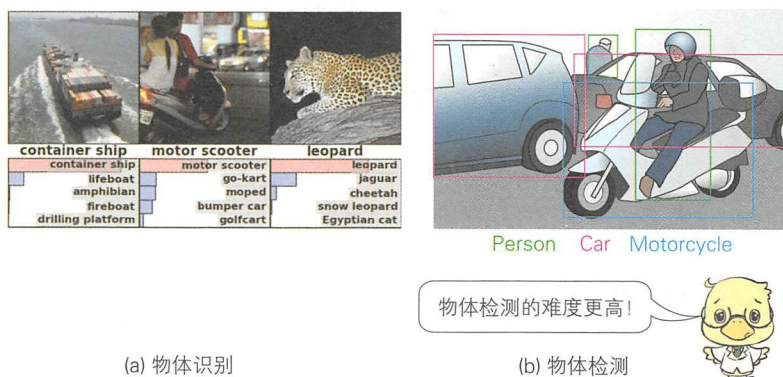 container ship
motor scooter
leopard
container ship
lifeboat
amphibian
fireboat
drilling platform
motor scooter
go-kart
moped
bumper car
golfcart
leopard
jaguar
cheetah
snow leopard
Egyptian cat
Person Car Motorcycle
物体检测的难度更高!
(a) 物体识别
(b) 物体检测